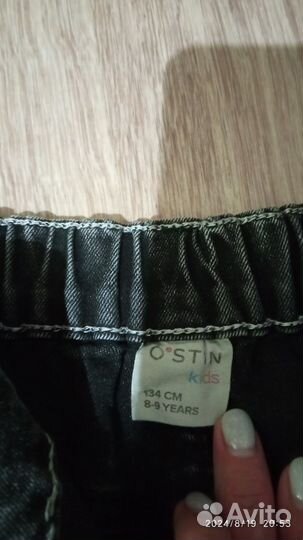 O'STIN
kids
134 CM
8-9 YEARS
2024/8/19 20:53
Avito